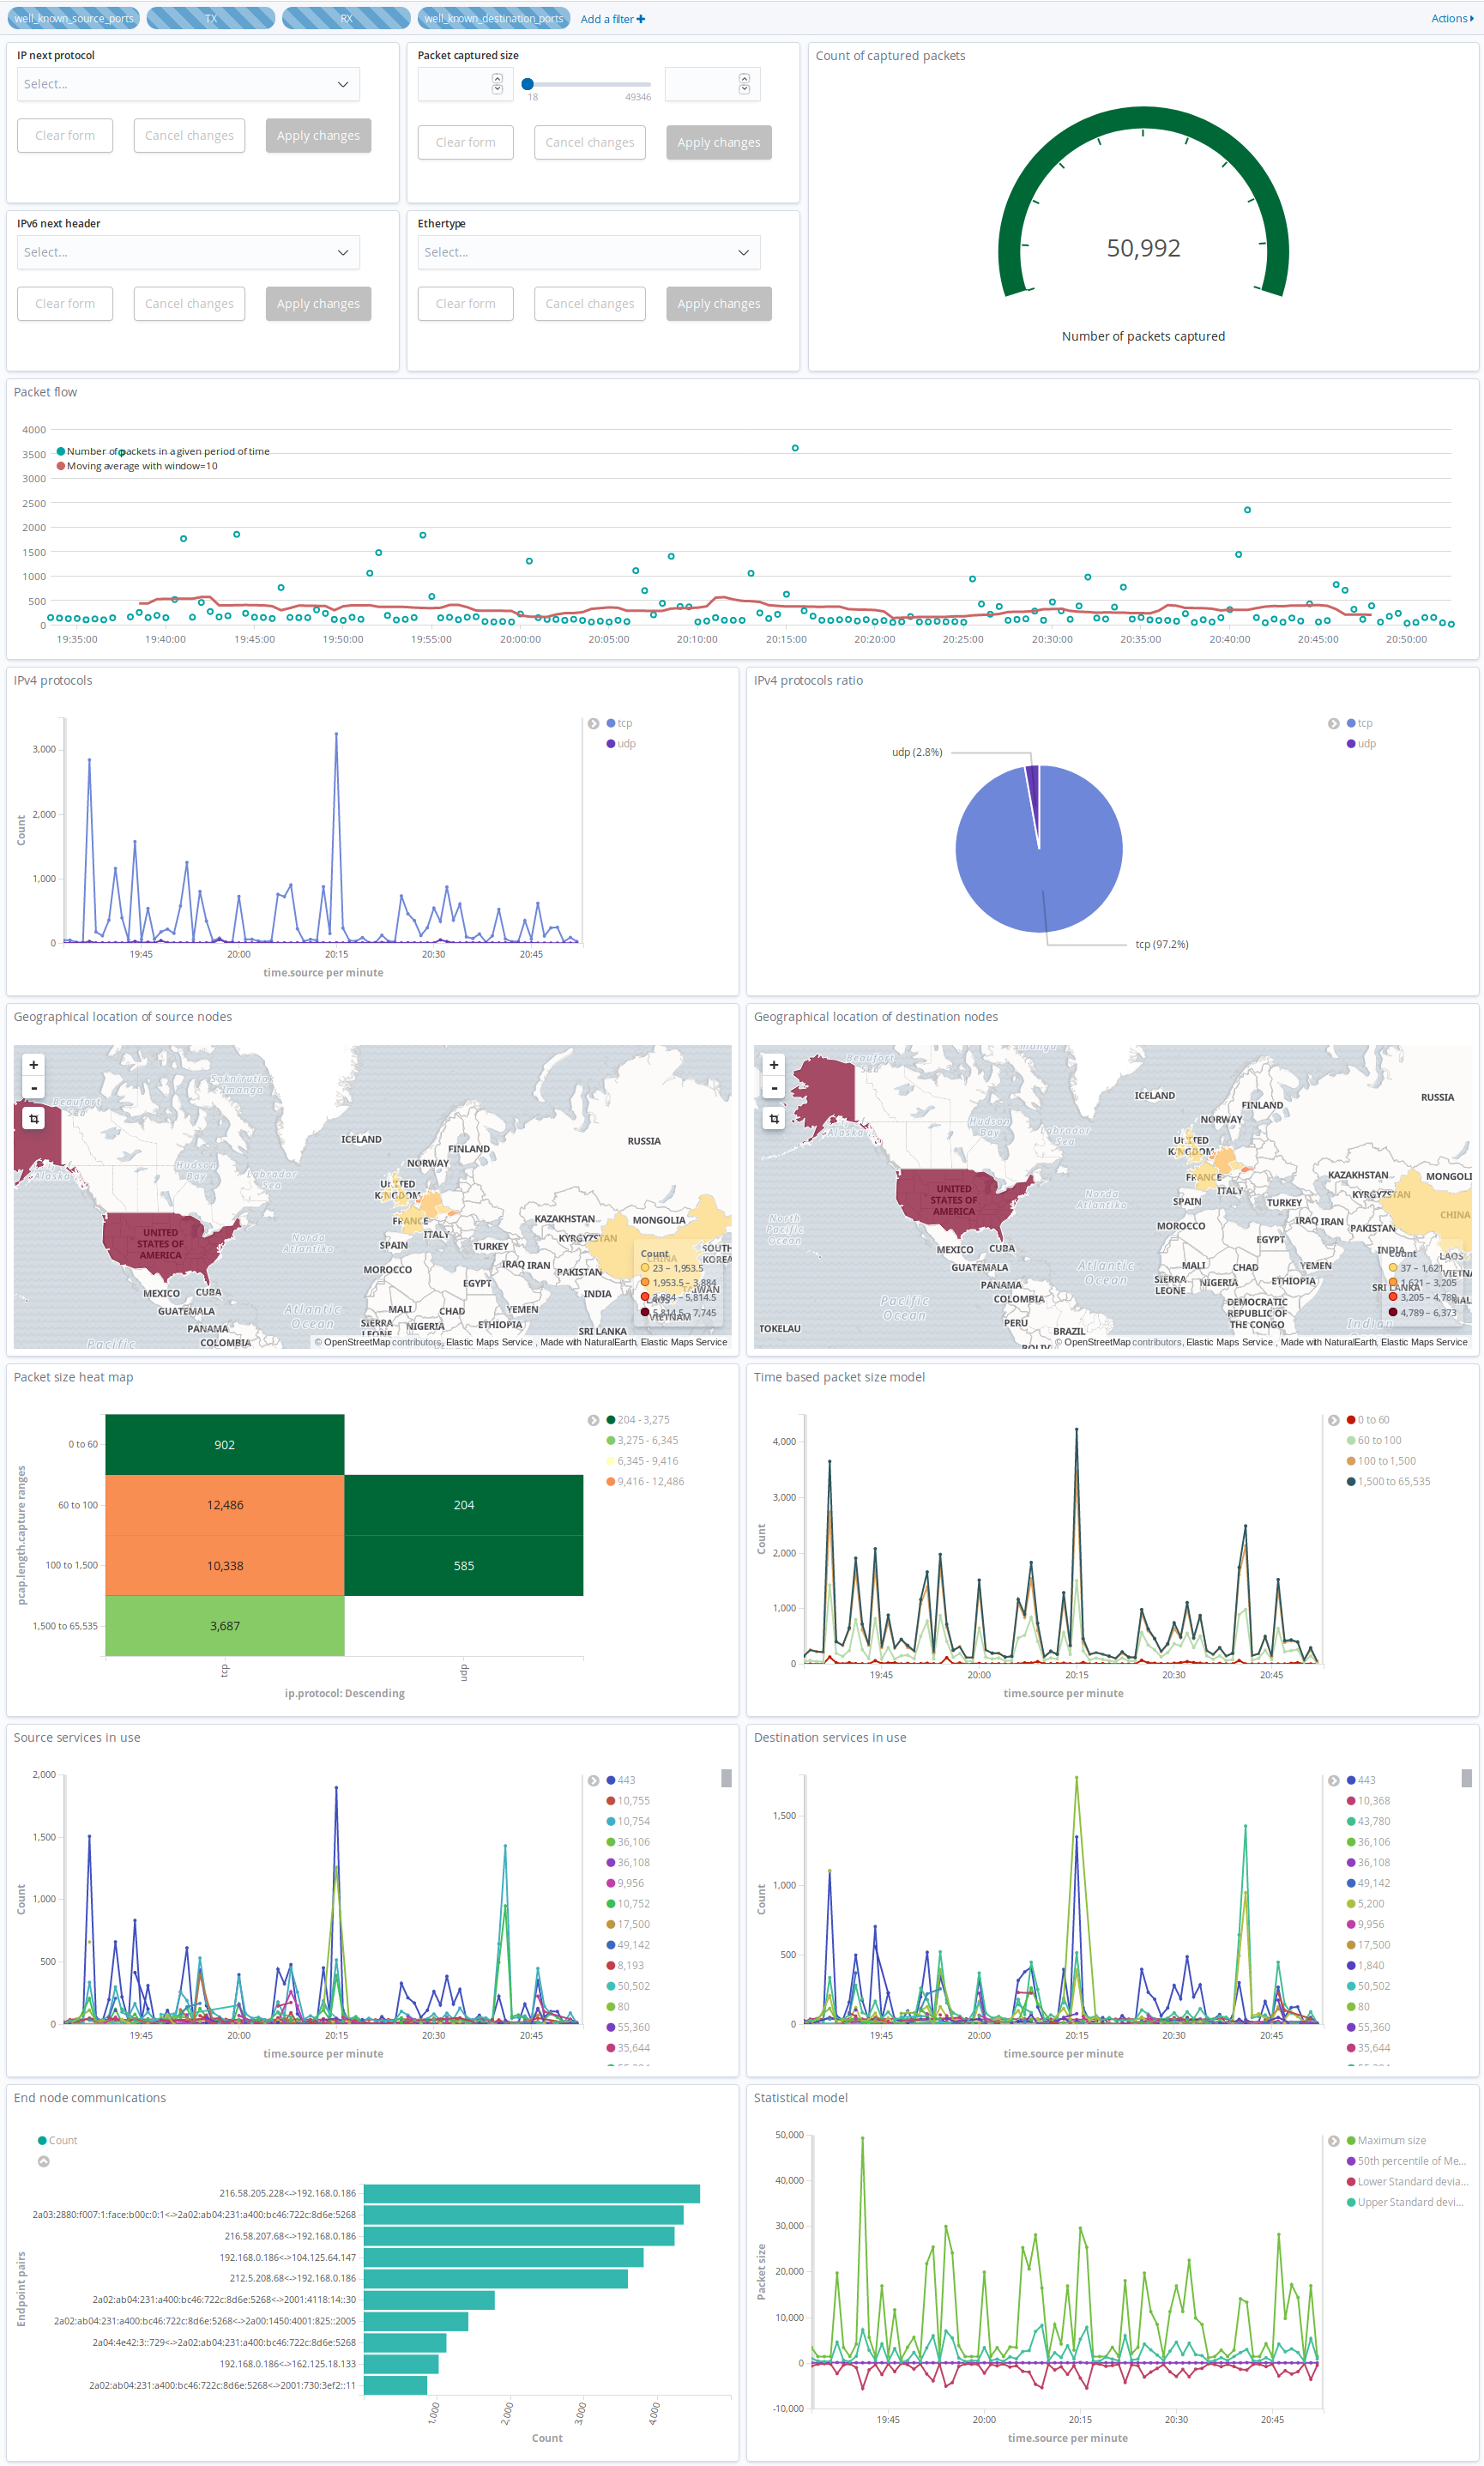 well_known_source_ports TX RX well_known_destination_ports Add a filter Actions
IP next protocol
Select...
Clear form Cancel changes Apply changes
Packet captured size
18 49346
Clear form Cancel changes Apply changes
Count of captured packets
50,992
Number of packets captured
IPv6 next header
Select...
Clear form Cancel changes Apply changes
Ethertype
Select...
Clear form Cancel changes Apply changes
Packet flow
4000
3500
3000
2500
2000
1500
1000
500
0
Number of packets in a given period of time
Moving average with window=10
19:35:00 19:40:00 19:45:00 19:50:00 19:55:00 20:00:00 20:05:00 20:10:00 20:15:00 20:20:00 20:25:00 20:30:00 20:35:00 20:40:00 20:45:00 20:50:00
IPv4 protocols
Count
3,000
2,000
1,000
0
19:45 20:00 20:15 20:30 20:45
time.source per minute
tcp
udp
IPv4 protocols ratio
udp (2.8%)
tcp (97.2%)
tcp
udp
Geographical location of source nodes
+
-
Beaufort Sea
Hudson Bay
Labrador Sea
Norda Atlantiko
Atlantic Ocean
Pacific
Alaska
ICELAND
FINLAND
NORWAY
RUSSIA
UNITED KINGDOM
FRANCE
ITALY
SPAIN
TURKEY
KAZAKHSTAN
KYRGYZSTAN
MONGOLIA
UNITED STATES OF AMERICA
MOROCCO
IRAQ IRAN
PAKISTAN
EGYPT
INDIA
MEXICO
CUBA
GUATEMALA
PANAMA
COLOMBIA
MALI
CHAD
YEMEN
SIERRA LEONE
NIGERIA
ETHIOPIA
SRI LANKA
VIETNAM
SOUTH KOREA
Count
23 – 1,953.5
1,953.5 – 3,884
3,884 – 5,814.5
5,814.5 – 7,745
© OpenStreetMap contributors, Elastic Maps Service , Made with NaturalEarth, Elastic Maps Service
Geographical location of destination nodes
+
-
Beaufort Sea
Hudson Bay
Labrador Sea
Norda Atlantiko
North Pacific Ocean
Pacific Ocean
Atlantic Ocean
Indian
Alaska
ICELAND
FINLAND
NORWAY
RUSSIA
UNITED KINGDOM
FRANCE
ITALY
SPAIN
TURKEY
KAZAKHSTAN
KYRGYZSTAN
MONGOLI
CHINA
UNITED STATES OF AMERICA
MOROCCO
IRAQ IRAN
PAKISTAN
EGYPT
INDIA
LAOS
MEXICO
CUBA
GUATEMALA
PANAMA
COLOMBIA
MALI
CHAD
YEMEN
SIERRA LEONE
NIGERIA
ETHIOPIA
SRI LANKA
DEMOCRATIC REPUBLIC OF THE CONGO
PERU
BRAZIL
TOKELAU
Count
37 – 1,621
1,621 – 3,205
3,205 – 4,789
4,789 – 6,373
© OpenStreetMap contributors, Elastic Maps Service , Made with NaturalEarth, Elastic Maps Service
Packet size heat map
pcap.length.capture ranges
0 to 60 902
60 to 100 12,486 204
100 to 1,500 10,338 585
1,500 to 65,535 3,687
tcp udp
ip.protocol: Descending
204 - 3,275
3,275 - 6,345
6,345 - 9,416
9,416 - 12,486
Time based packet size model
Count
4,000
3,000
2,000
1,000
0
19:45 20:00 20:15 20:30 20:45
time.source per minute
0 to 60
60 to 100
100 to 1,500
1,500 to 65,535
Source services in use
Count
2,000
1,500
1,000
500
0
19:45 20:00 20:15 20:30 20:45
time.source per minute
443
10,755
10,754
36,106
36,108
9,956
10,752
17,500
49,142
8,193
50,502
80
55,360
35,644
Destination services in use
Count
1,500
1,000
500
0
19:45 20:00 20:15 20:30 20:45
time.source per minute
443
10,368
43,780
36,106
36,108
49,142
5,200
9,956
17,500
1,840
50,502
80
55,360
35,644
End node communications
Count
Endpoint pairs
216.58.205.228<->192.168.0.186
2a03:2880:f007:1:face:b00c:0:1<->2a02:ab04:231:a400:bc46:722c:8d6e:5268
216.58.207.68<->192.168.0.186
192.168.0.186<->104.125.64.147
212.5.208.68<->192.168.0.186
2a02:ab04:231:a400:bc46:722c:8d6e:5268<->2001:4118:14::30
2a02:ab04:231:a400:bc46:722c:8d6e:5268<->2a00:1450:4001:825::2005
2a04:4e42:3::729<->2a02:ab04:231:a400:bc46:722c:8d6e:5268
192.168.0.186<->162.125.18.133
2a02:ab04:231:a400:bc46:722c:8d6e:5268<->2001:730:3ef2::11
1,000 2,000 3,000 4,000
Count
Statistical model
Packet size
50,000
40,000
30,000
20,000
10,000
0
-10,000
19:45 20:00 20:15 20:30 20:45
time.source per minute
Maximum size
50th percentile of Me...
Lower Standard devia...
Upper Standard devi...